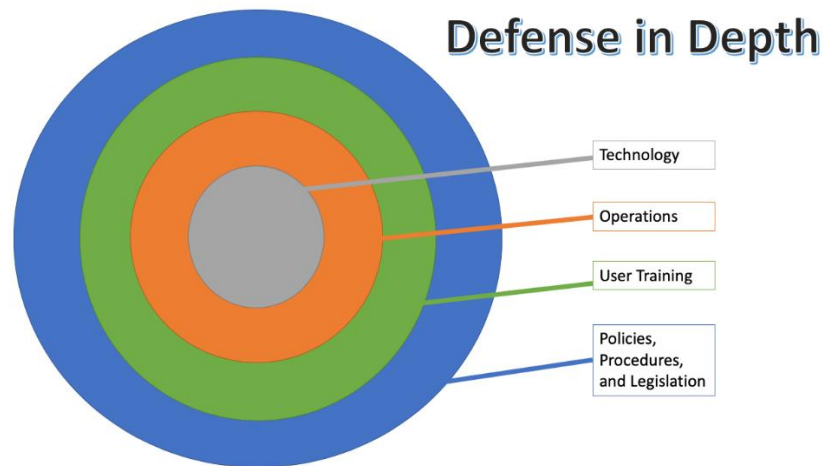 Defense in Depth
Technology
Operations
User Training
Policies,
Procedures,
and Legislation